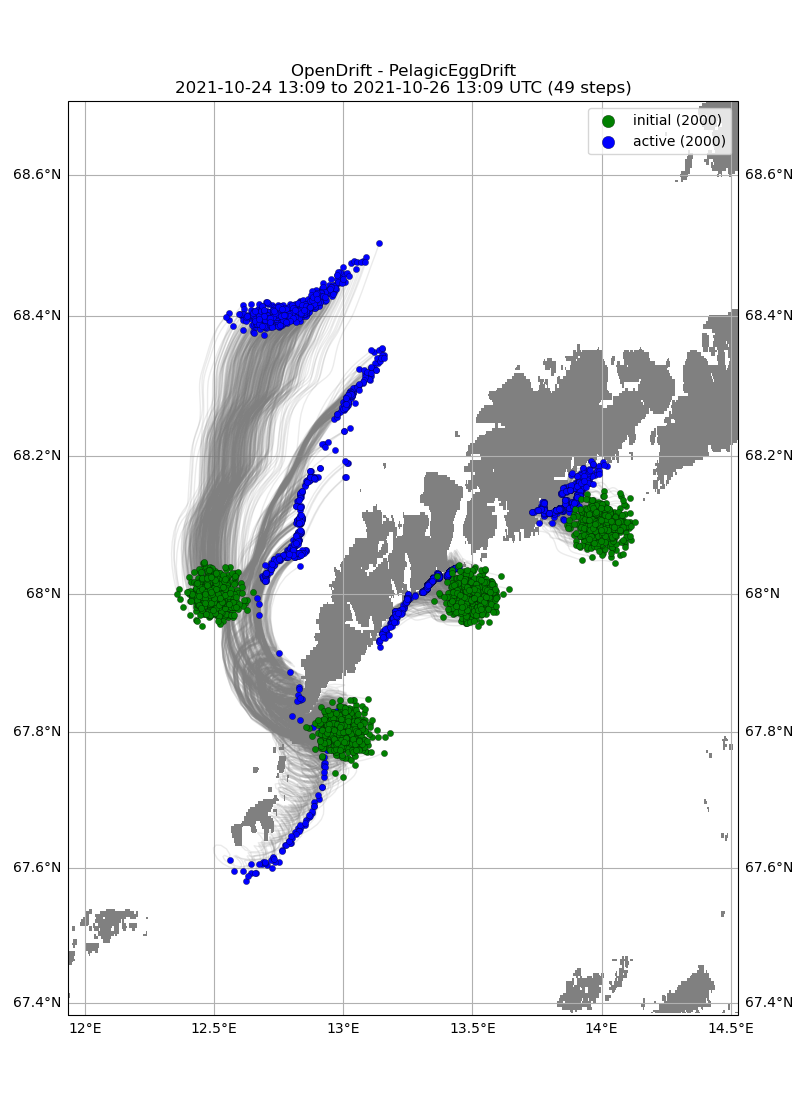 OpenDrift - PelagicEggDrift
2021-10-24 13:09 to 2021-10-26 13:09 UTC (49 steps)
initial (2000)
active (2000)
68.6°N 68.6°N
68.4°N 68.4°N
68.2°N 68.2°N
68°N 68°N
67.8°N 67.8°N
67.6°N 67.6°N
67.4°N 67.4°N
12°E 12.5°E 13°E 13.5°E 14°E 14.5°E